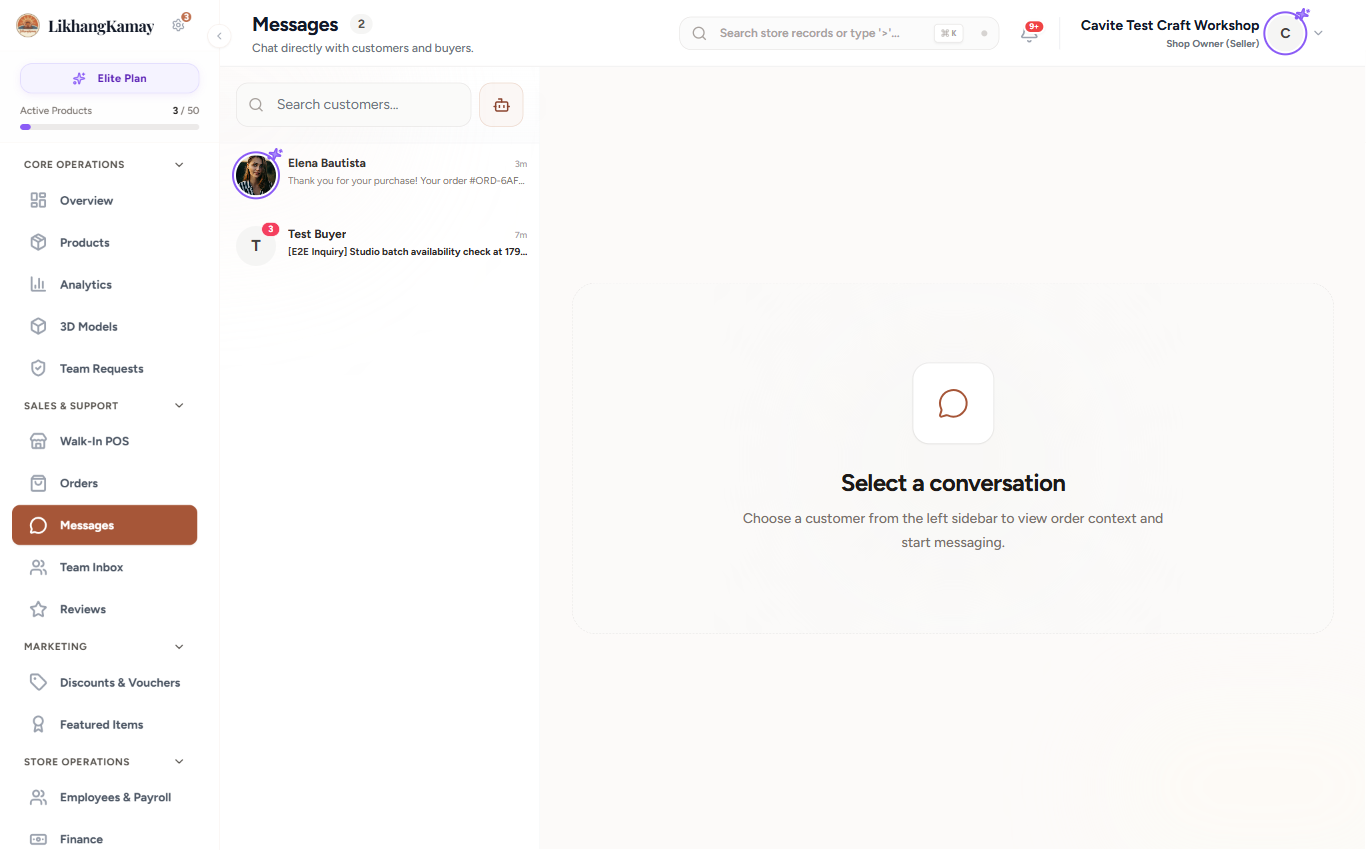 LikhangKamay
3
Elite Plan
Active Products 3 / 50
CORE OPERATIONS
Overview
Products
Analytics
3D Models
Team Requests
SALES & SUPPORT
Walk-In POS
Orders
Messages
Team Inbox
Reviews
MARKETING
Discounts & Vouchers
Featured Items
STORE OPERATIONS
Employees & Payroll
Finance
Messages 2
Chat directly with customers and buyers.
Search store records or type '>'...
⌘ K
9+
Cavite Test Craft Workshop
Shop Owner (Seller)
C
Search customers...
Elena Bautista 3m
Thank you for your purchase! Your order #ORD-6AF...
T
3
Test Buyer 7m
[E2E Inquiry] Studio batch availability check at 179...
Select a conversation
Choose a customer from the left sidebar to view order context and
start messaging.